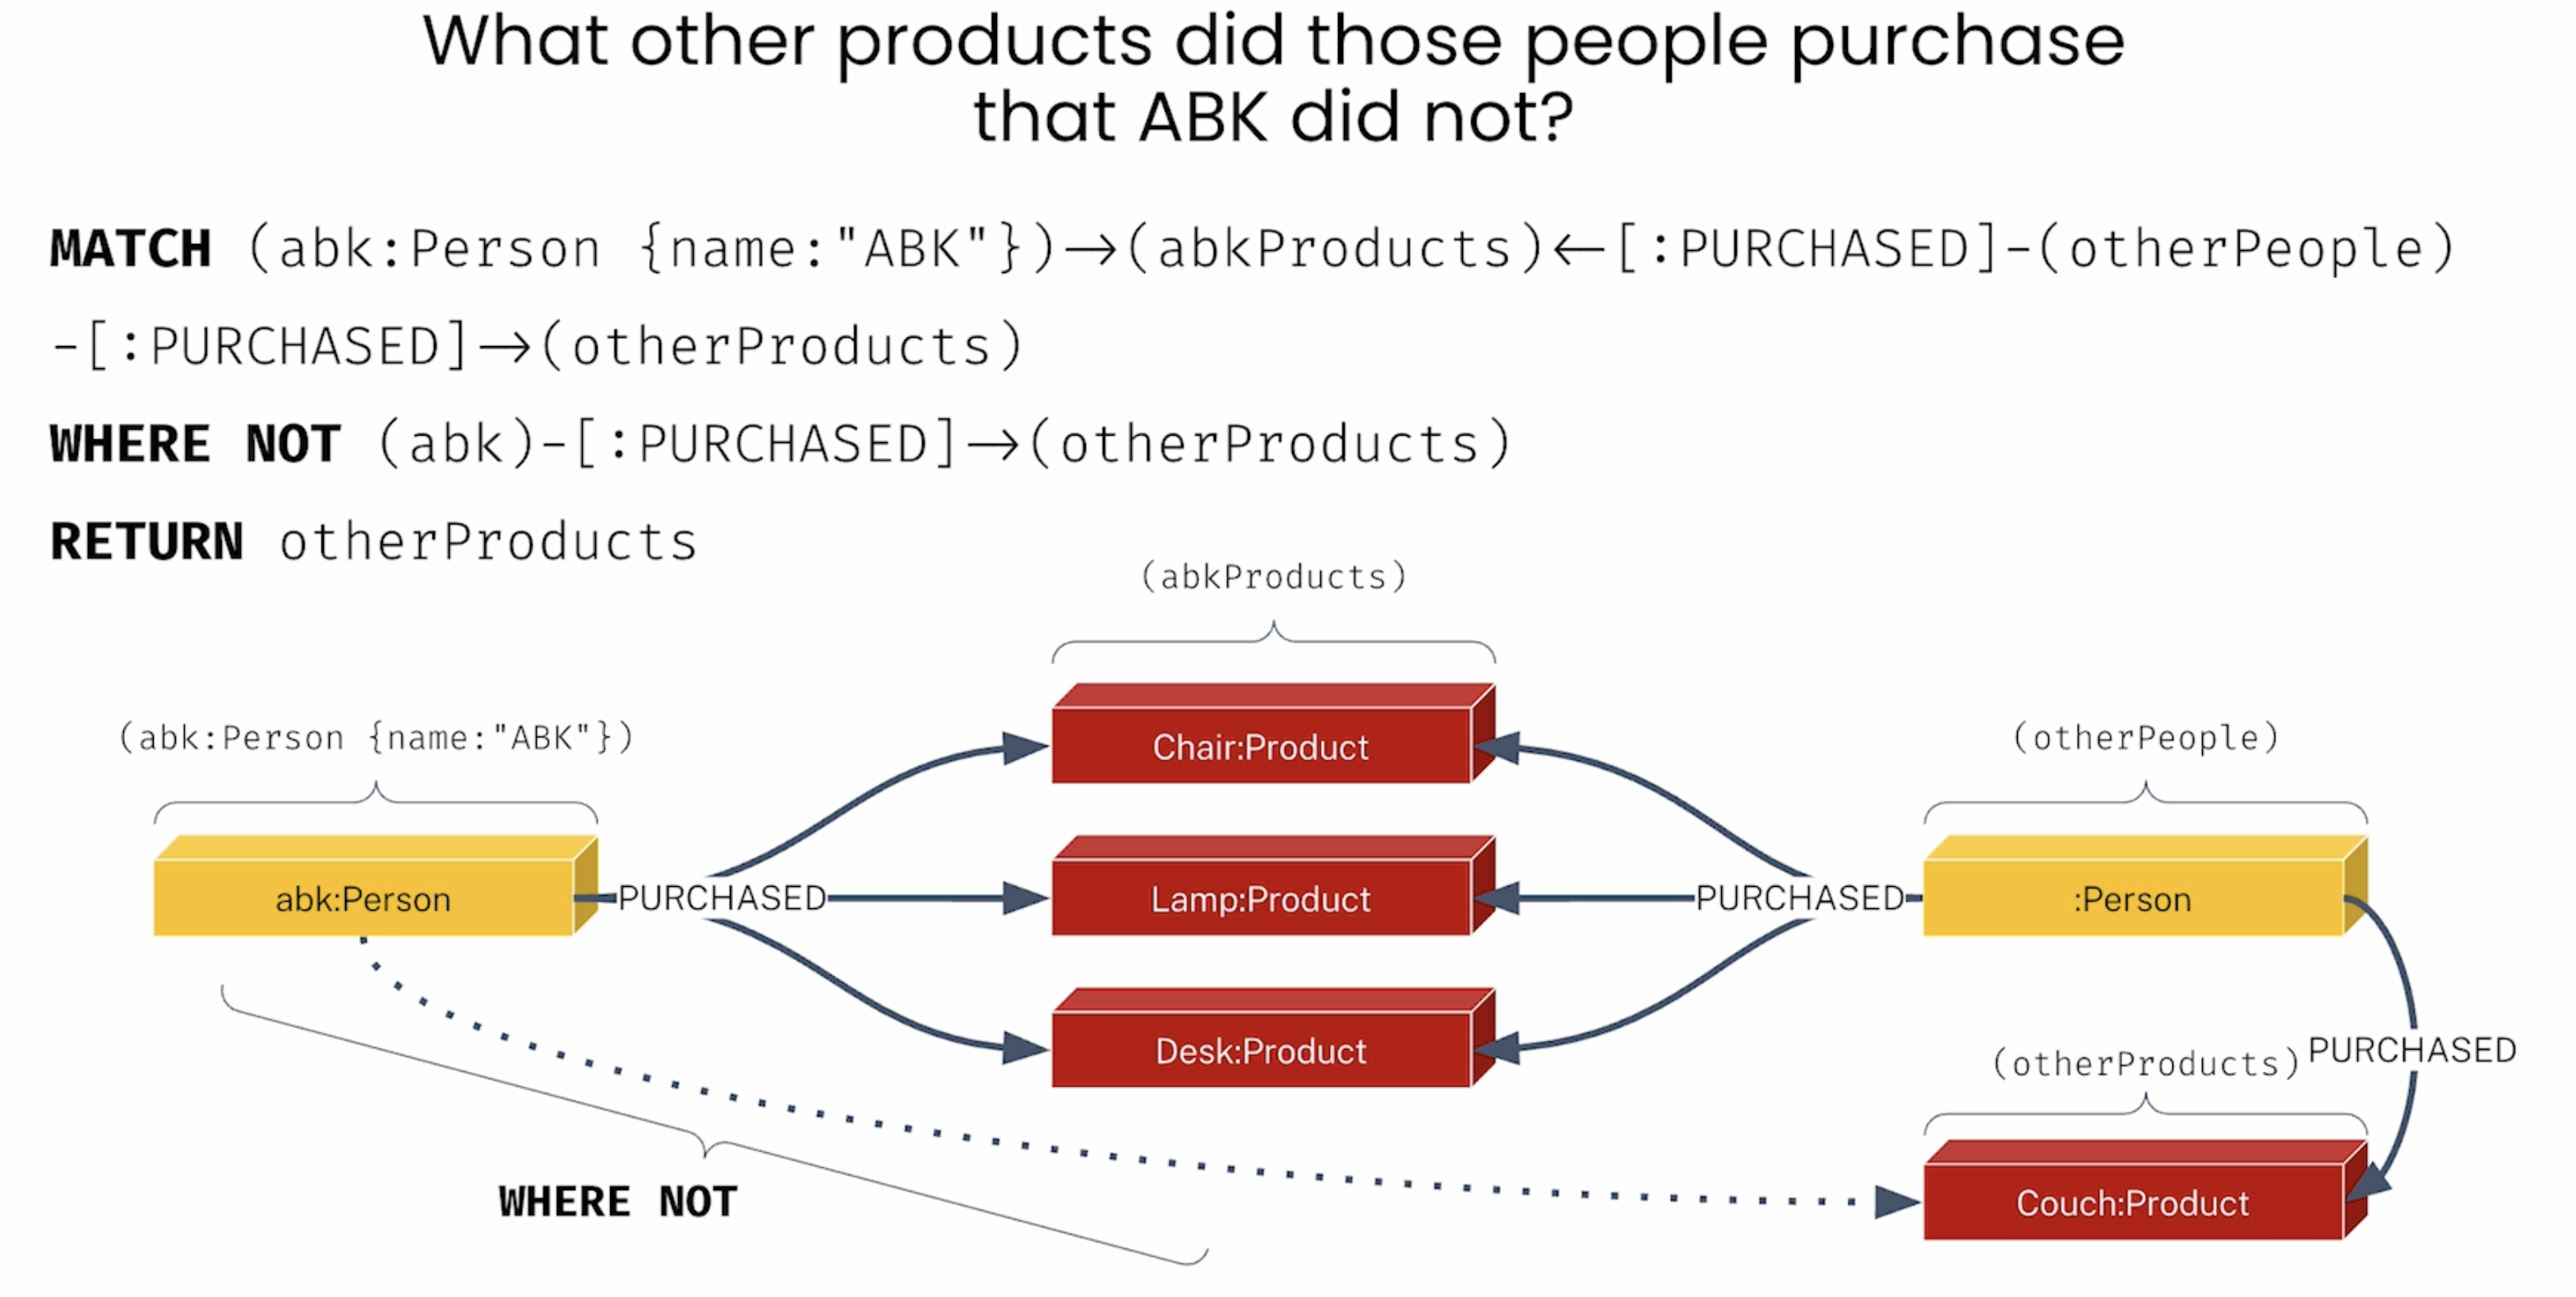 What other products did those people purchase
that ABK did not?
MATCH (abk:Person {name:"ABK"})→(abkProducts)←[:PURCHASED]-(otherPeople)
-[:PURCHASED]→(otherProducts)
WHERE NOT (abk)-[:PURCHASED]→(otherProducts)
RETURN otherProducts
(abkProducts)
(abk:Person {name:"ABK"})
(otherPeople)
Chair:Product
abk:Person
PURCHASED
Lamp:Product
PURCHASED
:Person
Desk:Product
PURCHASED
(otherProducts)
WHERE NOT
Couch:Product